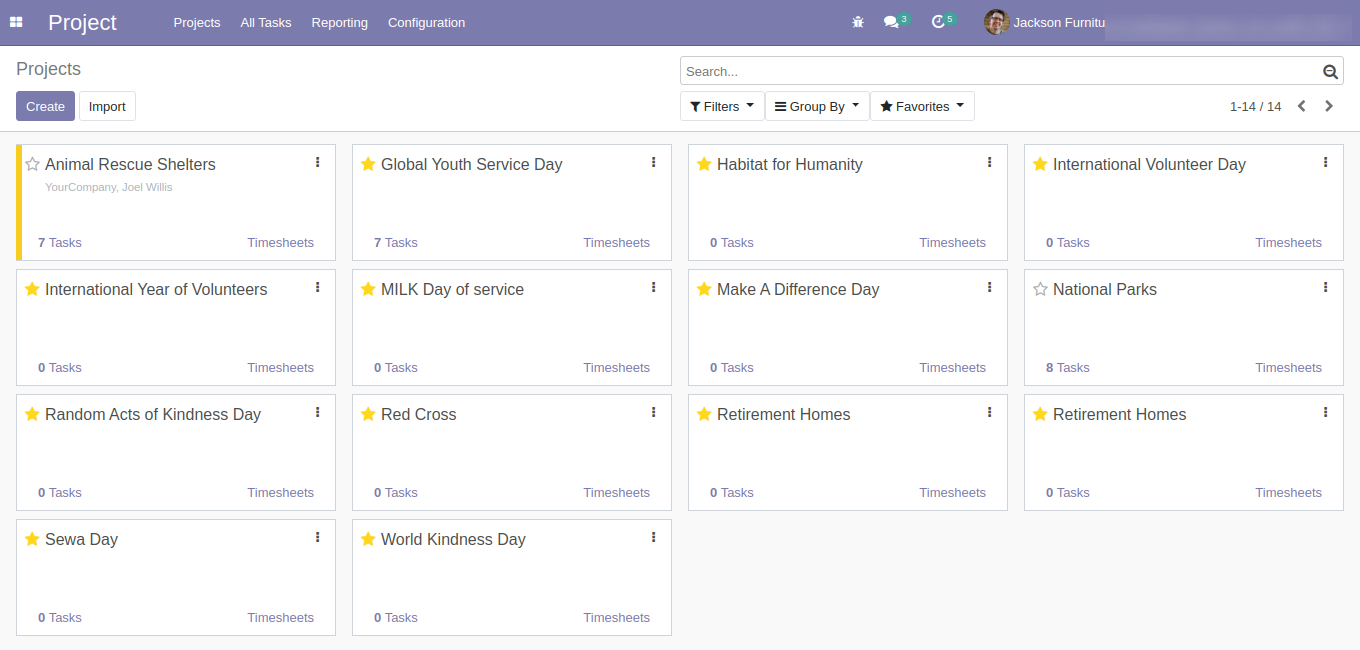 Project Projects All Tasks Reporting Configuration 3 5 Jackson Furnitu
Projects
Search...
Create Import Filters Group By Favorites 1-14 / 14
Animal Rescue Shelters Global Youth Service Day Habitat for Humanity International Volunteer Day
YourCompany, Joel Willis
7 Tasks Timesheets 7 Tasks Timesheets 0 Tasks Timesheets 0 Tasks Timesheets
International Year of Volunteers MILK Day of service Make A Difference Day National Parks
0 Tasks Timesheets 0 Tasks Timesheets 0 Tasks Timesheets 8 Tasks Timesheets
Random Acts of Kindness Day Red Cross Retirement Homes Retirement Homes
0 Tasks Timesheets 0 Tasks Timesheets 0 Tasks Timesheets 0 Tasks Timesheets
Sewa Day World Kindness Day
0 Tasks Timesheets 0 Tasks Timesheets